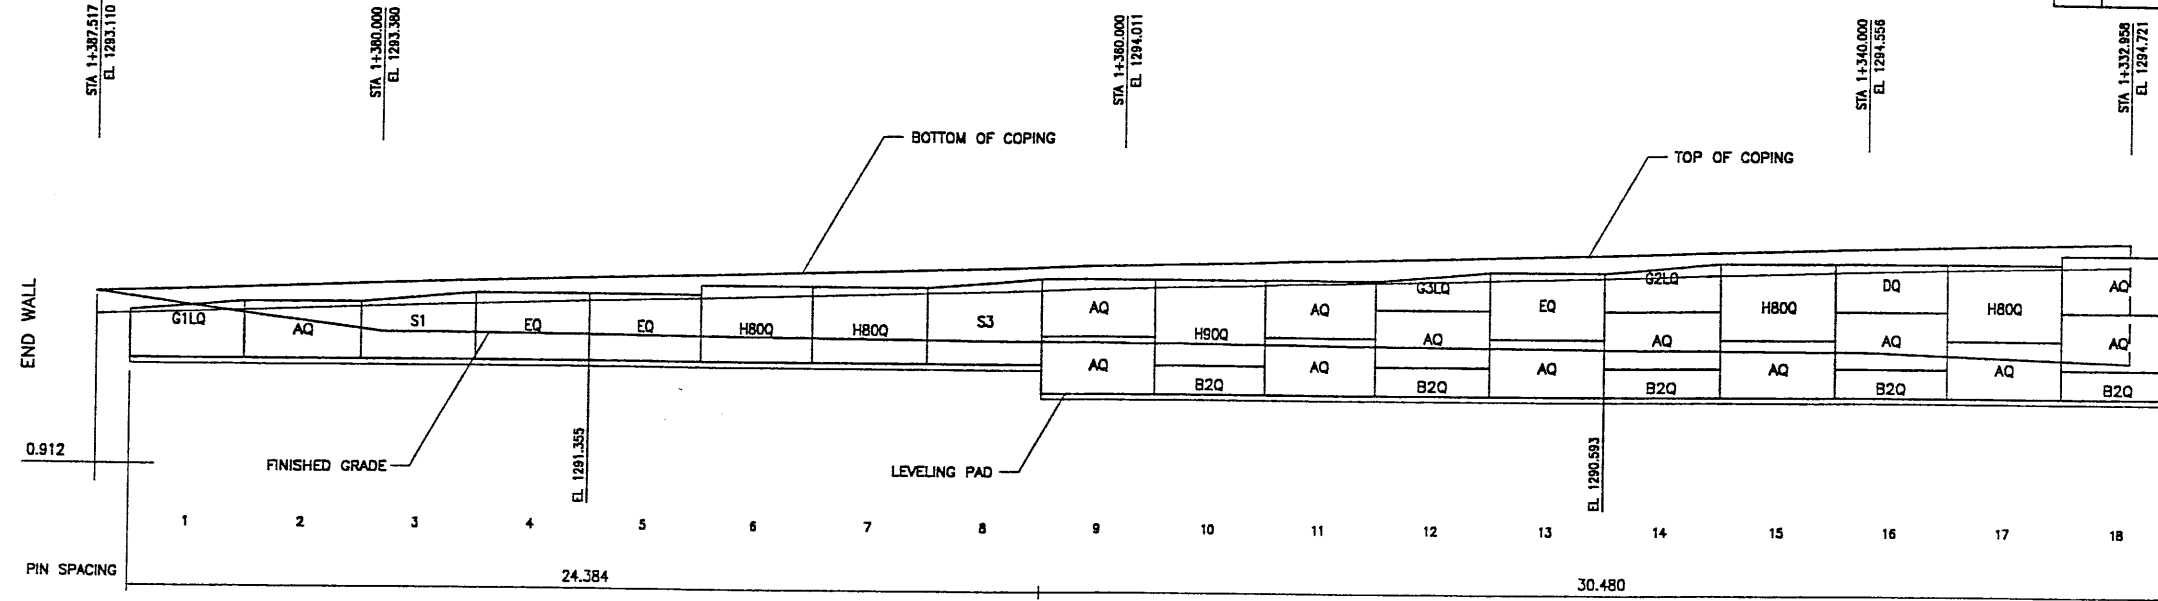 STA 1+387.517
EL 1293.110
STA 1+380.000
EL 1293.380
STA 1+360.000
EL 1294.011
STA 1+340.000
EL 1294.556
STA 1+332.958
EL 1294.721
BOTTOM OF COPING
TOP OF COPING
END WALL
G1LQ
AQ
S1
EQ
EQ
H80Q
H80Q
S3
AQ
AQ
H90Q
B2Q
AQ
AQ
G3LQ
AQ
B2Q
EQ
AQ
G2LQ
AQ
B2Q
H80Q
AQ
DQ
AQ
B2Q
H80Q
AQ
AQ
AQ
B2Q
0.912
FINISHED GRADE
EL 1291.355
LEVELING PAD
EL 1290.593
1 2 3 4 5 6 7 8 9 10 11 12 13 14 15 16 17 18
PIN SPACING
24.384
30.480